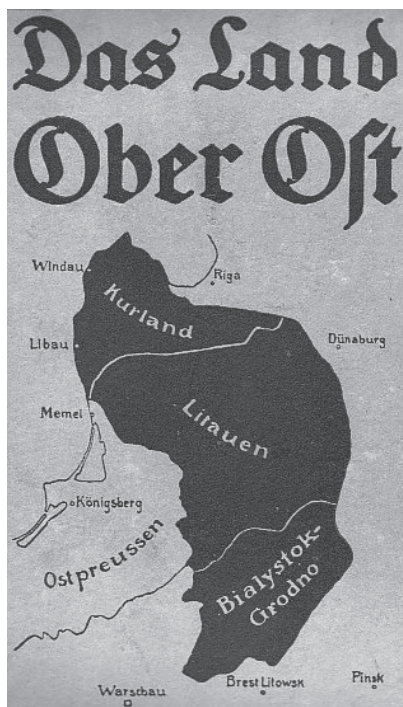 Das Land
Ober Ost
Windau
Riga
Kurland
Libau
Dünaburg
Memel
Litauen
Königsberg
Ostpreussen
Bialystok-
Grodno
Brest Litowsk
Pinsk
Warschau